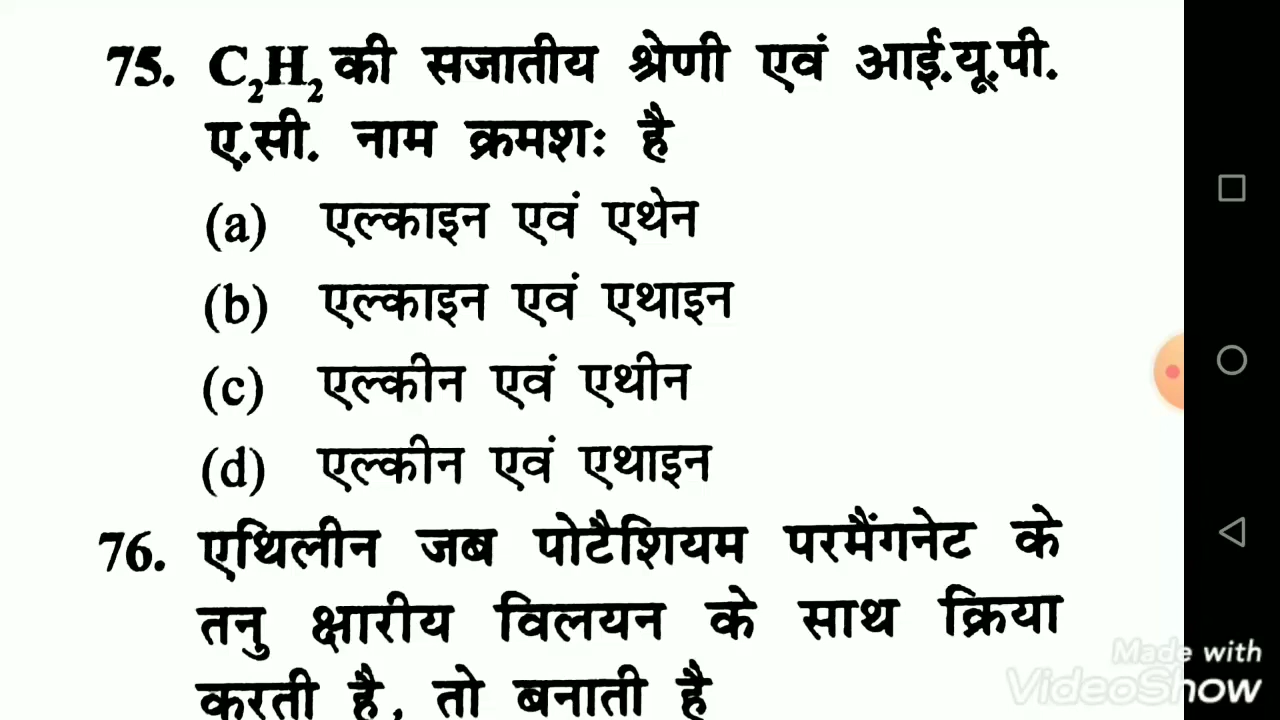 75. C₂H₂ की सजातीय श्रेणी एवं आई.यू.पी.
ए.सी. नाम क्रमशः है
(a) एल्काइन एवं एथेन
(b) एल्काइन एवं एथाइन
(c) एल्कीन एवं एथीन
(d) एल्कीन एवं एथाइन
76. एथिलीन जब पोटैशियम परमैंगनेट के
तनु क्षारीय विलयन के साथ क्रिया
करती है, तो बनाती है
Made with
VideoShow